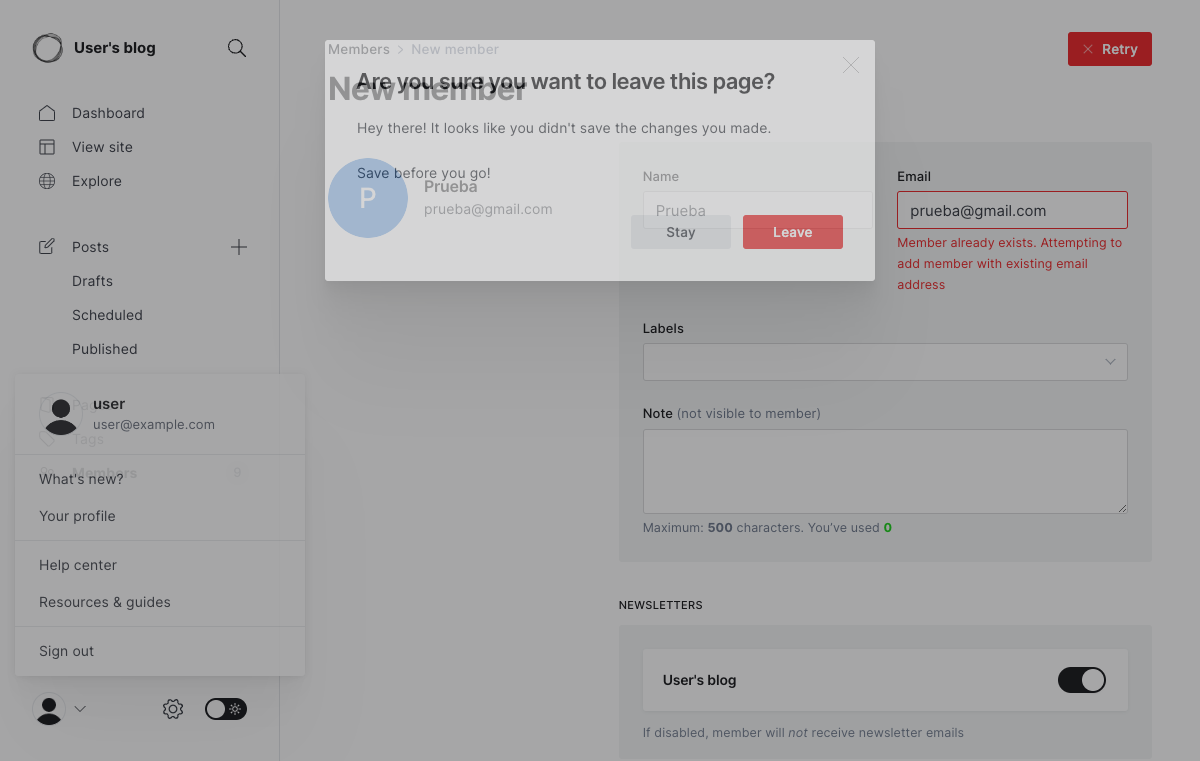 User's blog
Dashboard
View site
Explore
Posts
Drafts
Scheduled
Published
Pages
Tags
Members 9
user
user@example.com
What's new?
Your profile
Help center
Resources & guides
Sign out
Members > New member
New member
Retry
Are you sure you want to leave this page?
Hey there! It looks like you didn't save the changes you made.
Save before you go!
Stay
Leave
P
Prueba
prueba@gmail.com
Name
Prueba
Email
prueba@gmail.com
Member already exists. Attempting to
add member with existing email
address
Labels
Note (not visible to member)
Maximum: 500 characters. You've used 0
NEWSLETTERS
User's blog
If disabled, member will not receive newsletter emails